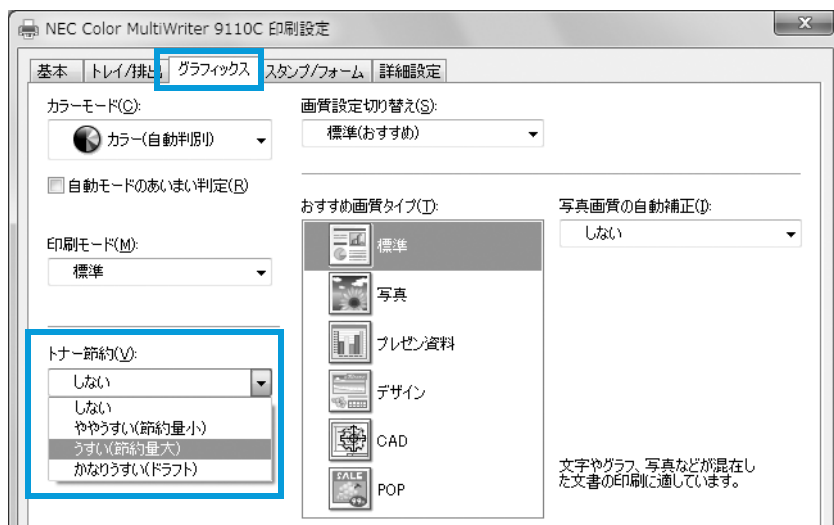 NEC Color MultiWriter 9110C 印刷設定
基本
トレイ/排出
グラフィックス
スタンプ/フォーム
詳細設定
カラーモード(C):
カラー(自動判別)
自動モードのあいまい判定(R)
印刷モード(M):
標準
トナー節約(V):
しない
しない
ややうすい(節約量小)
うすい(節約量大)
かなりうすい(ドラフト)
画質設定切り替え(S):
標準(おすすめ)
おすすめ画質タイプ(T):
標準
写真
プレゼン資料
デザイン
CAD
SALE
99¢
POP
写真画質の自動補正(I):
しない
文字やグラフ、写真などが混在し
た文書の印刷に適しています。